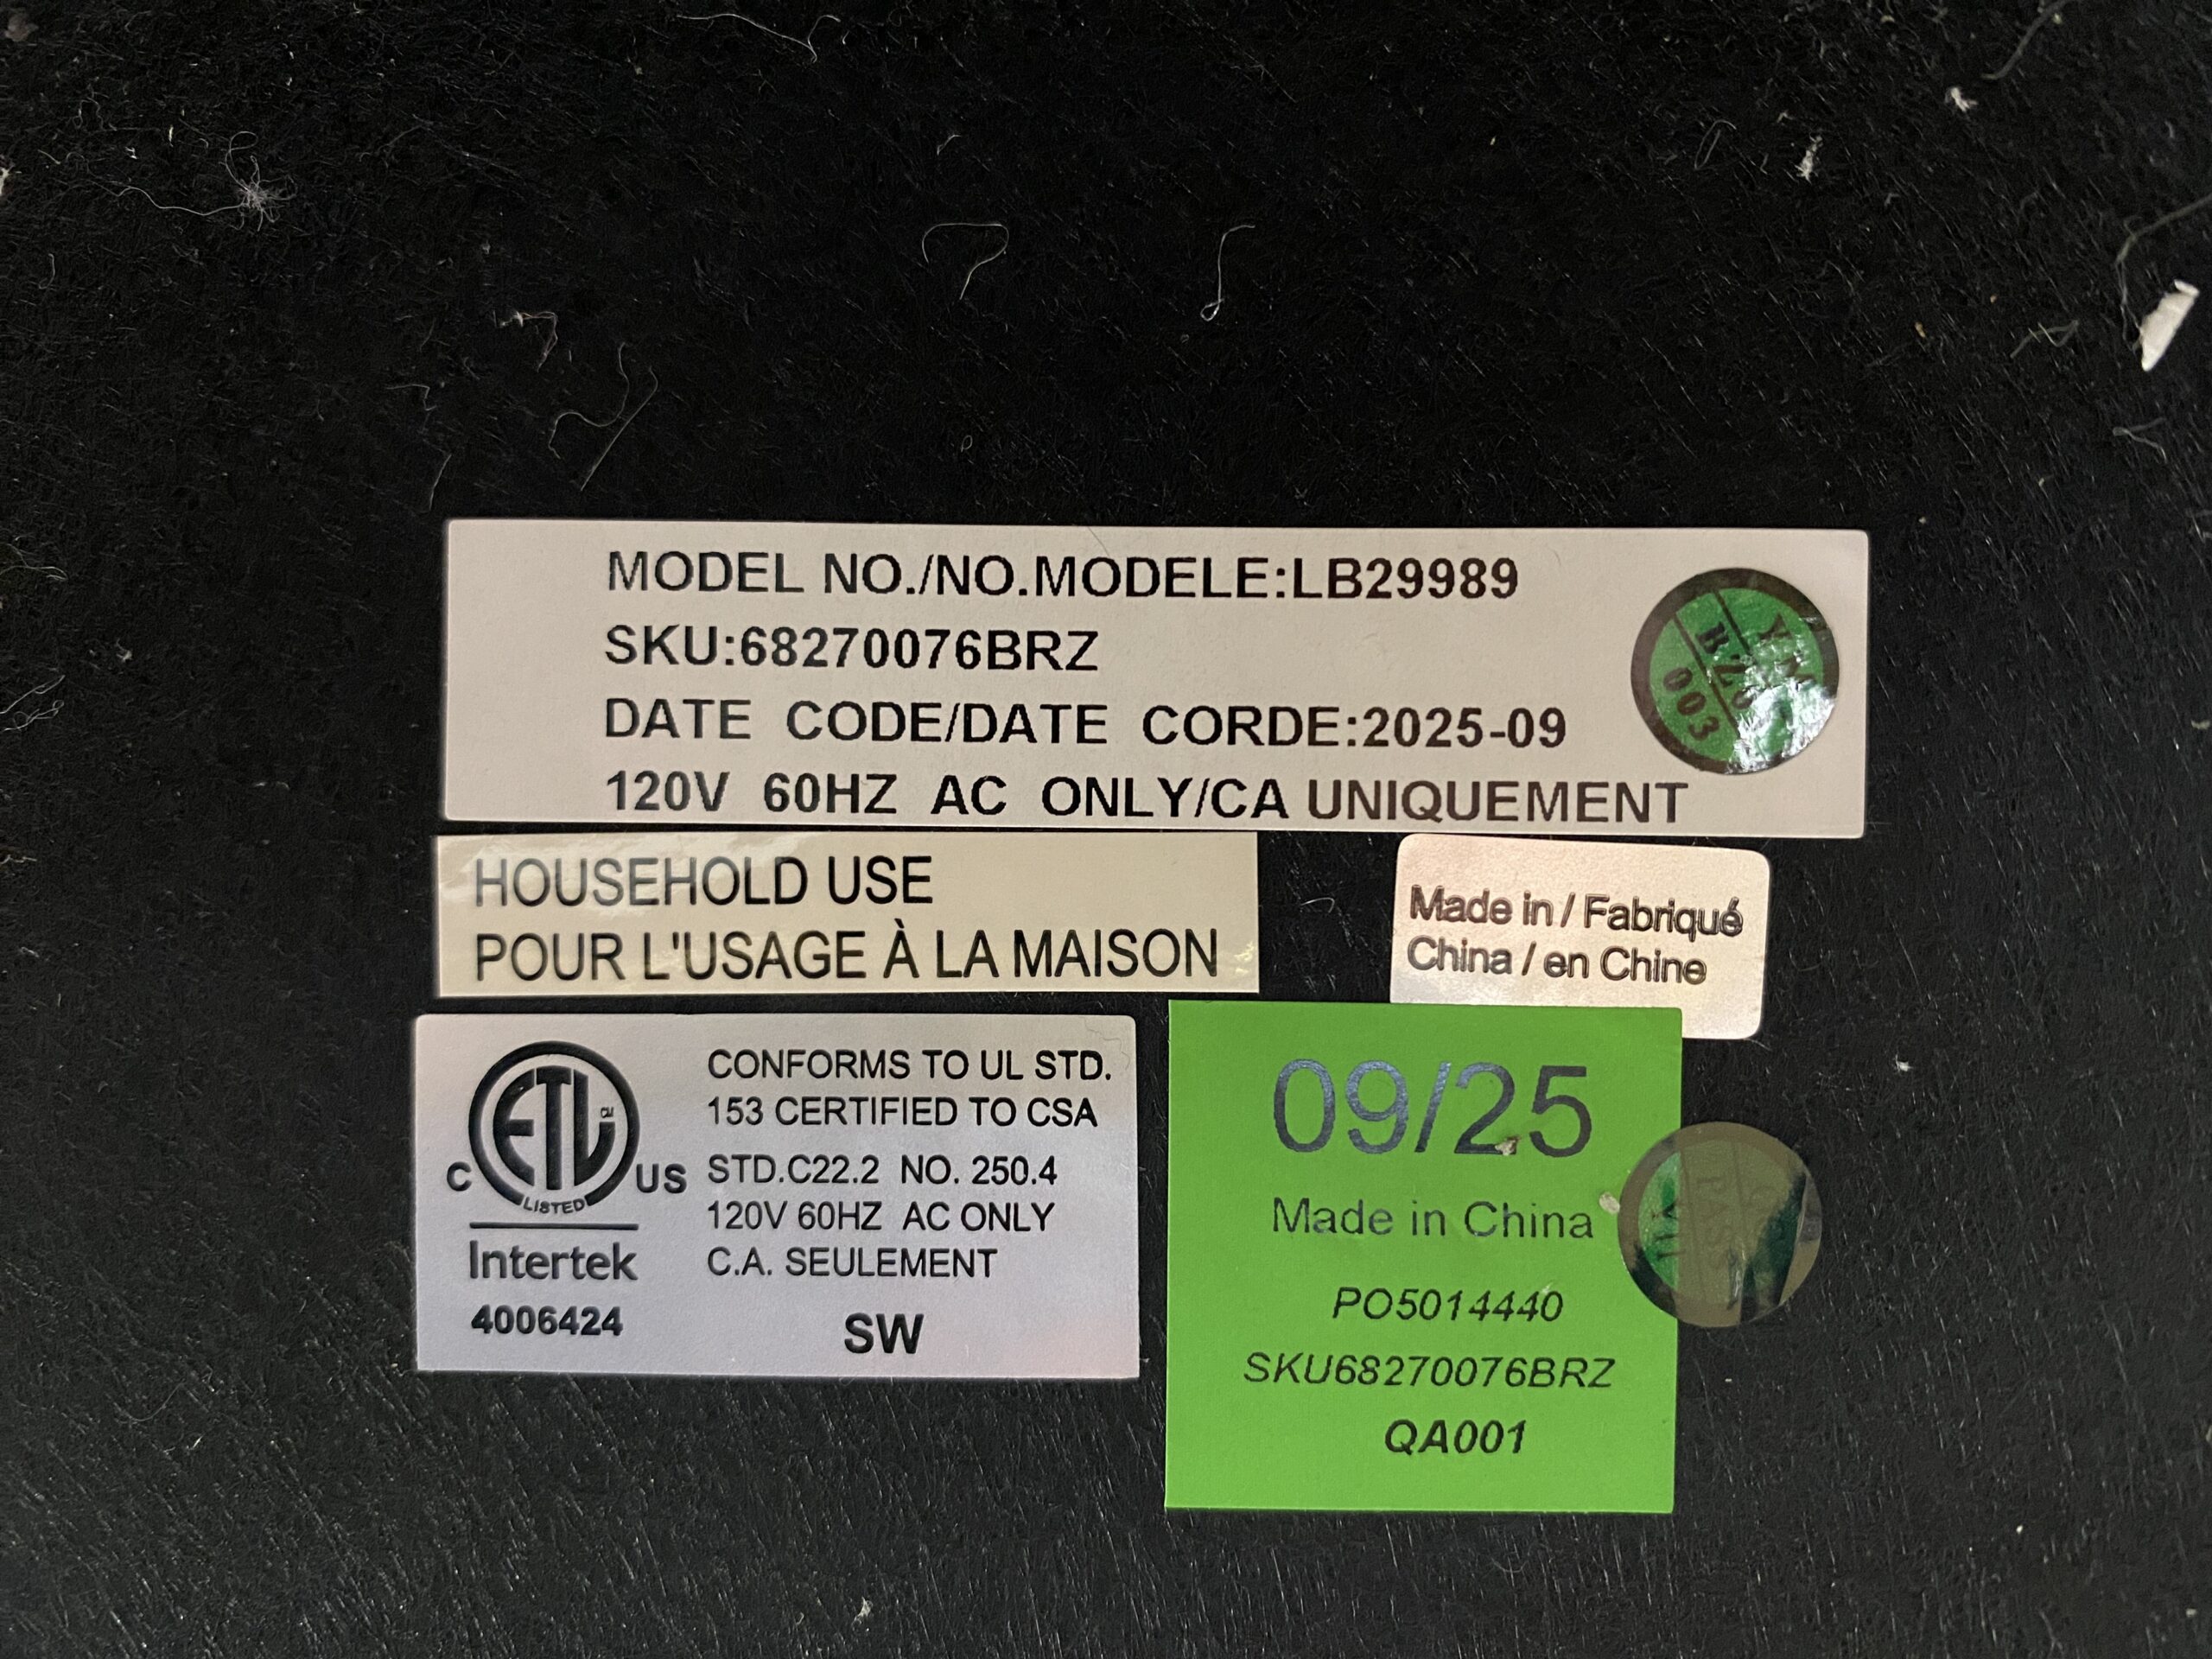 MODEL NO./NO.MODELE:LB29989
SKU:68270076BRZ
DATE CODE/DATE CORDE:2025-09
120V 60HZ AC ONLY/CA UNIQUEMENT
003
HOUSEHOLD USE
POUR L'USAGE À LA MAISON
Made in / Fabriqué
China / en Chine
ETL CM
C US
LISTED
Intertek
4006424
CONFORMS TO UL STD.
153 CERTIFIED TO CSA
STD.C22.2 NO. 250.4
120V 60HZ AC ONLY
C.A. SEULEMENT
SW
09/25
Made in China
PO5014440
SKU68270076BRZ
QA001